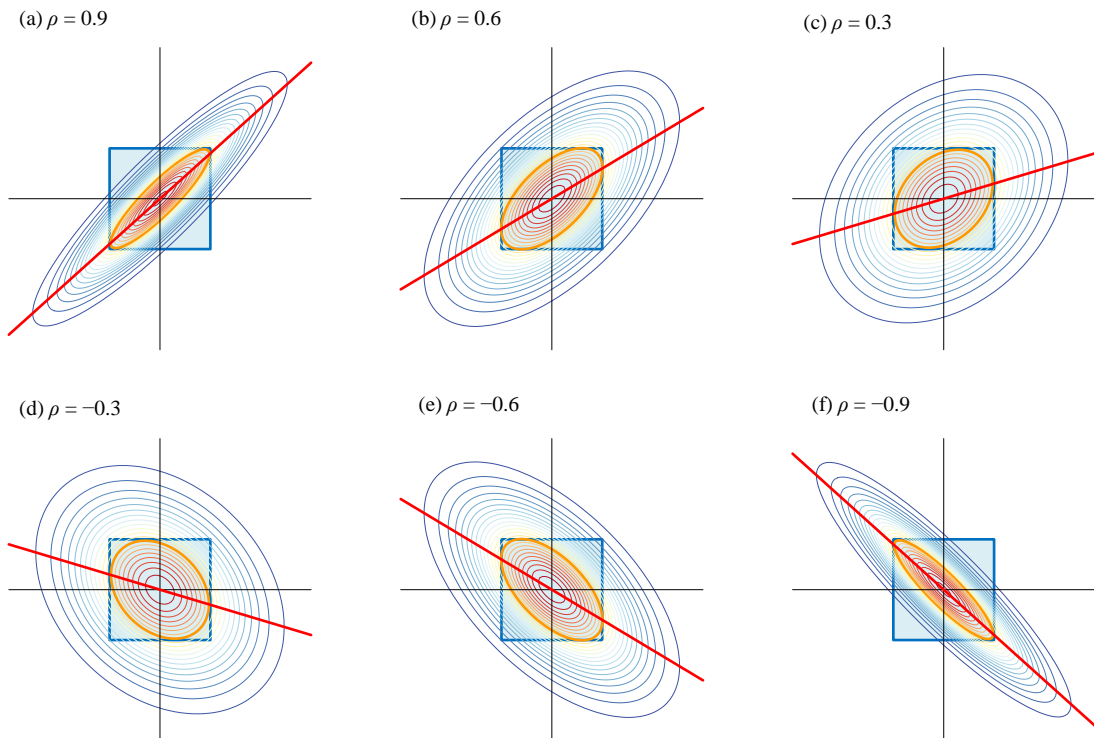 (a) ρ = 0.9
(b) ρ = 0.6
(c) ρ = 0.3
(d) ρ = −0.3
(e) ρ = −0.6
(f) ρ = −0.9